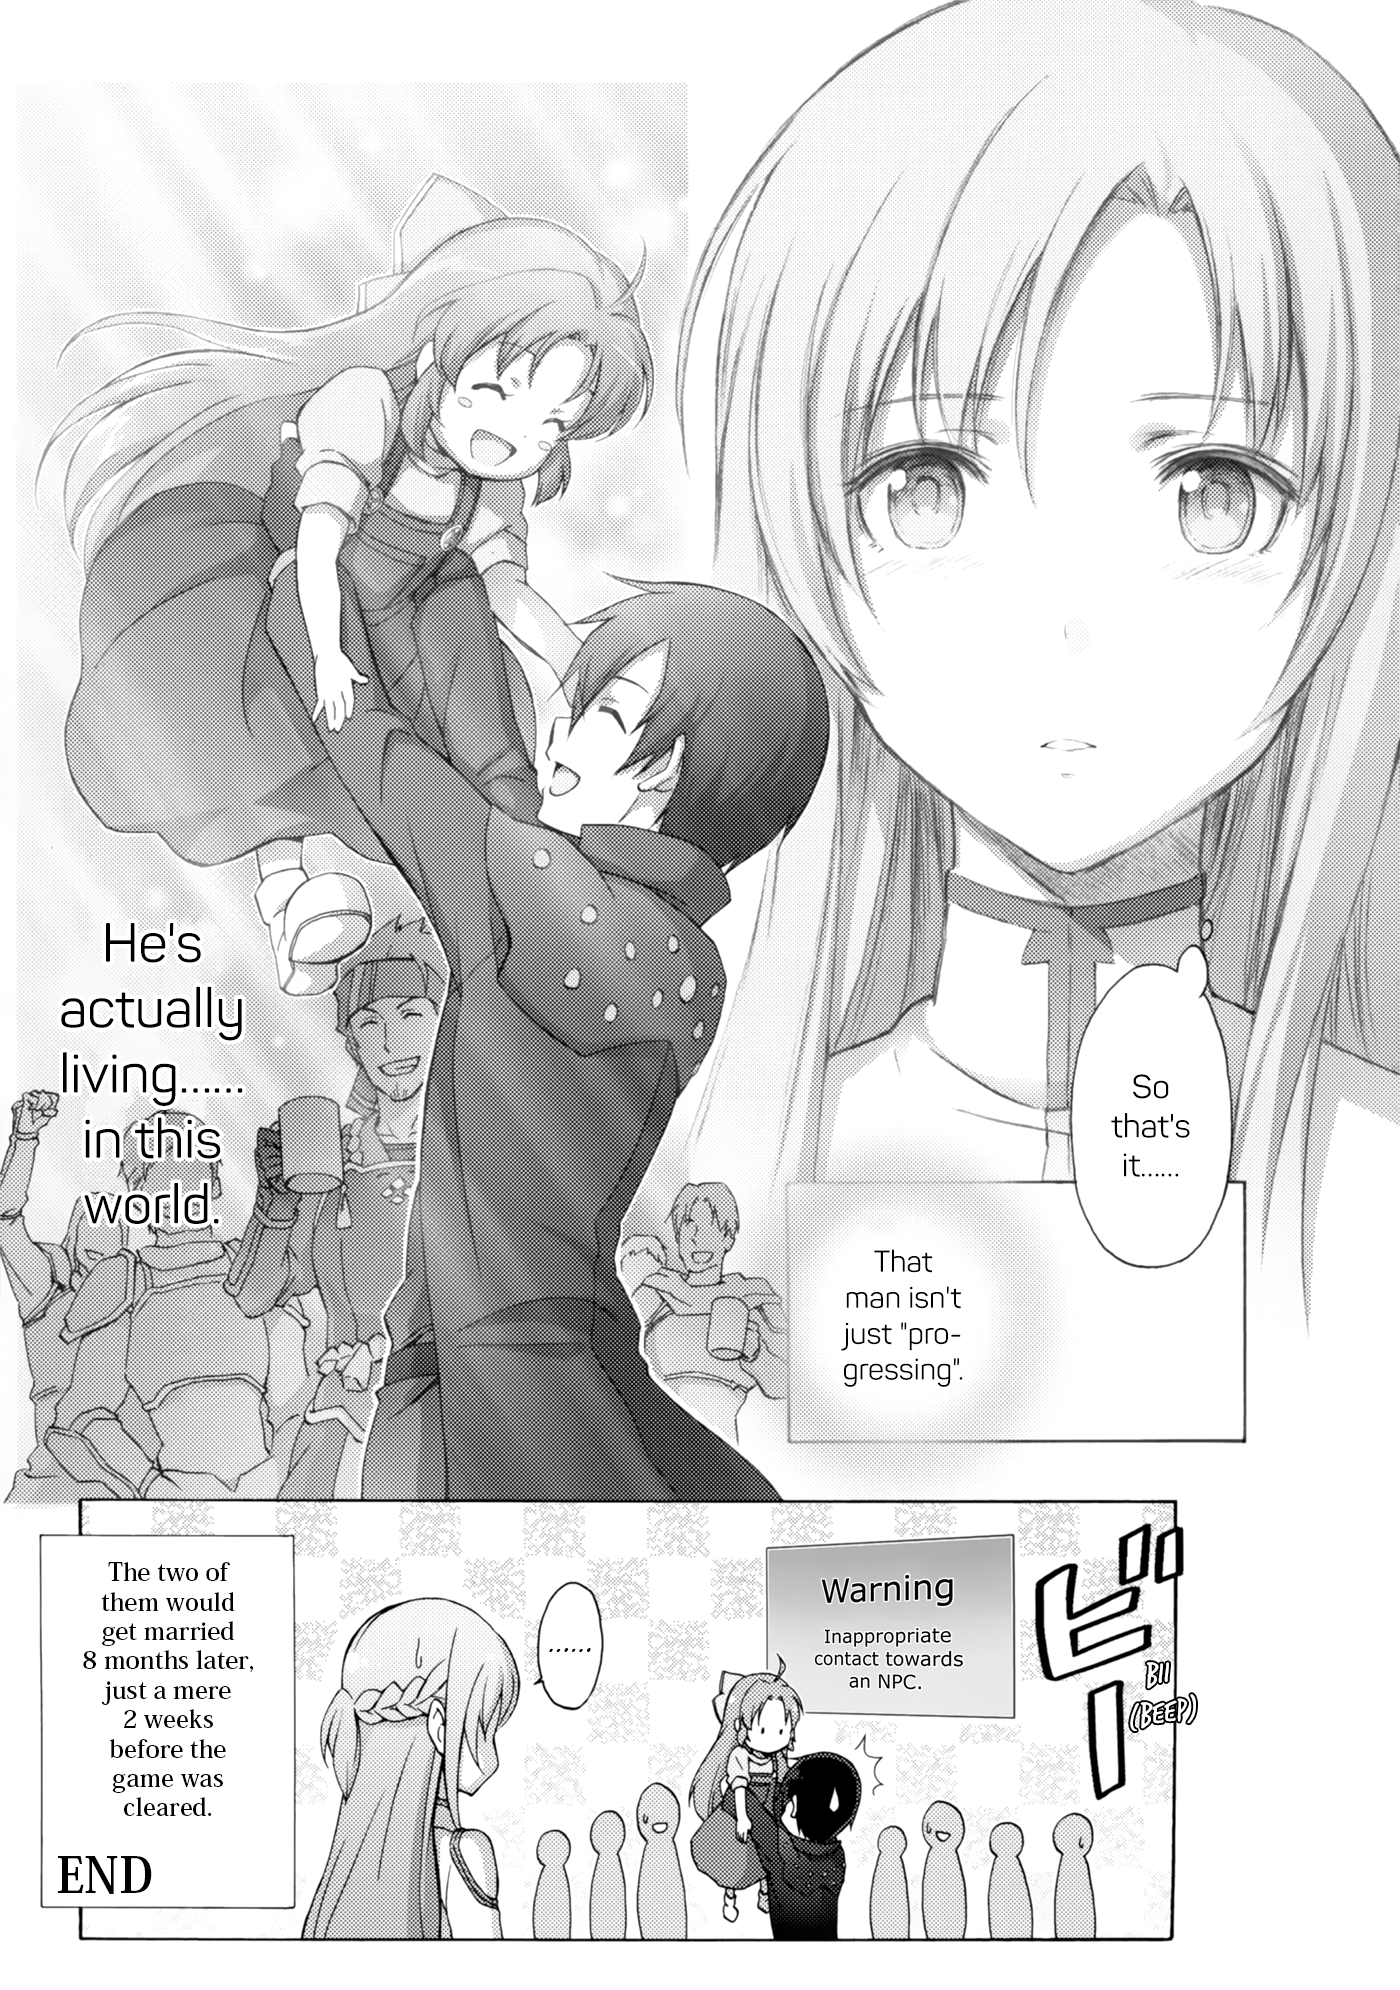 So
that's
it......
That
man isn't
just "pro-
gressing".
He's
actually
living......
in this
world.
ビー
BII
(BEEP)
Warning
Inappropriate
contact towards
an NPC.
......
The two of
them would
get married
8 months later,
just a mere
2 weeks
before the
game was
cleared.
END